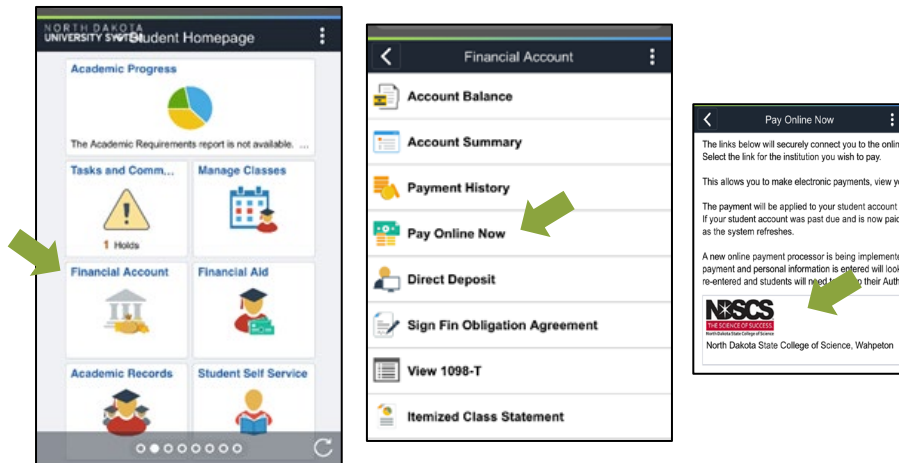 NORTH DAKOTA
UNIVERSITY SYSTEM Student Homepage
Academic Progress
The Academic Requirements report is not available. ...
Tasks and Comm...
Manage Classes
1 Holds
Financial Account
Financial Aid
Academic Records
Student Self Service
Financial Account
Account Balance
Account Summary
Payment History
Pay Online Now
Direct Deposit
Sign Fin Obligation Agreement
View 1098-T
Itemized Class Statement
Pay Online Now
The links below will securely connect you to the onlin
Select the link for the institution you wish to pay.
This allows you to make electronic payments, view y
The payment will be applied to your student account
If your student account was past due and is now paid
as the system refreshes.
A new online payment processor is being implemente
payment and personal information is entered will look
re-entered and students will need their Auth
NDSCS
THE SCIENCE OF SUCCESS.
North Dakota State College of Science
North Dakota State College of Science, Wahpeton